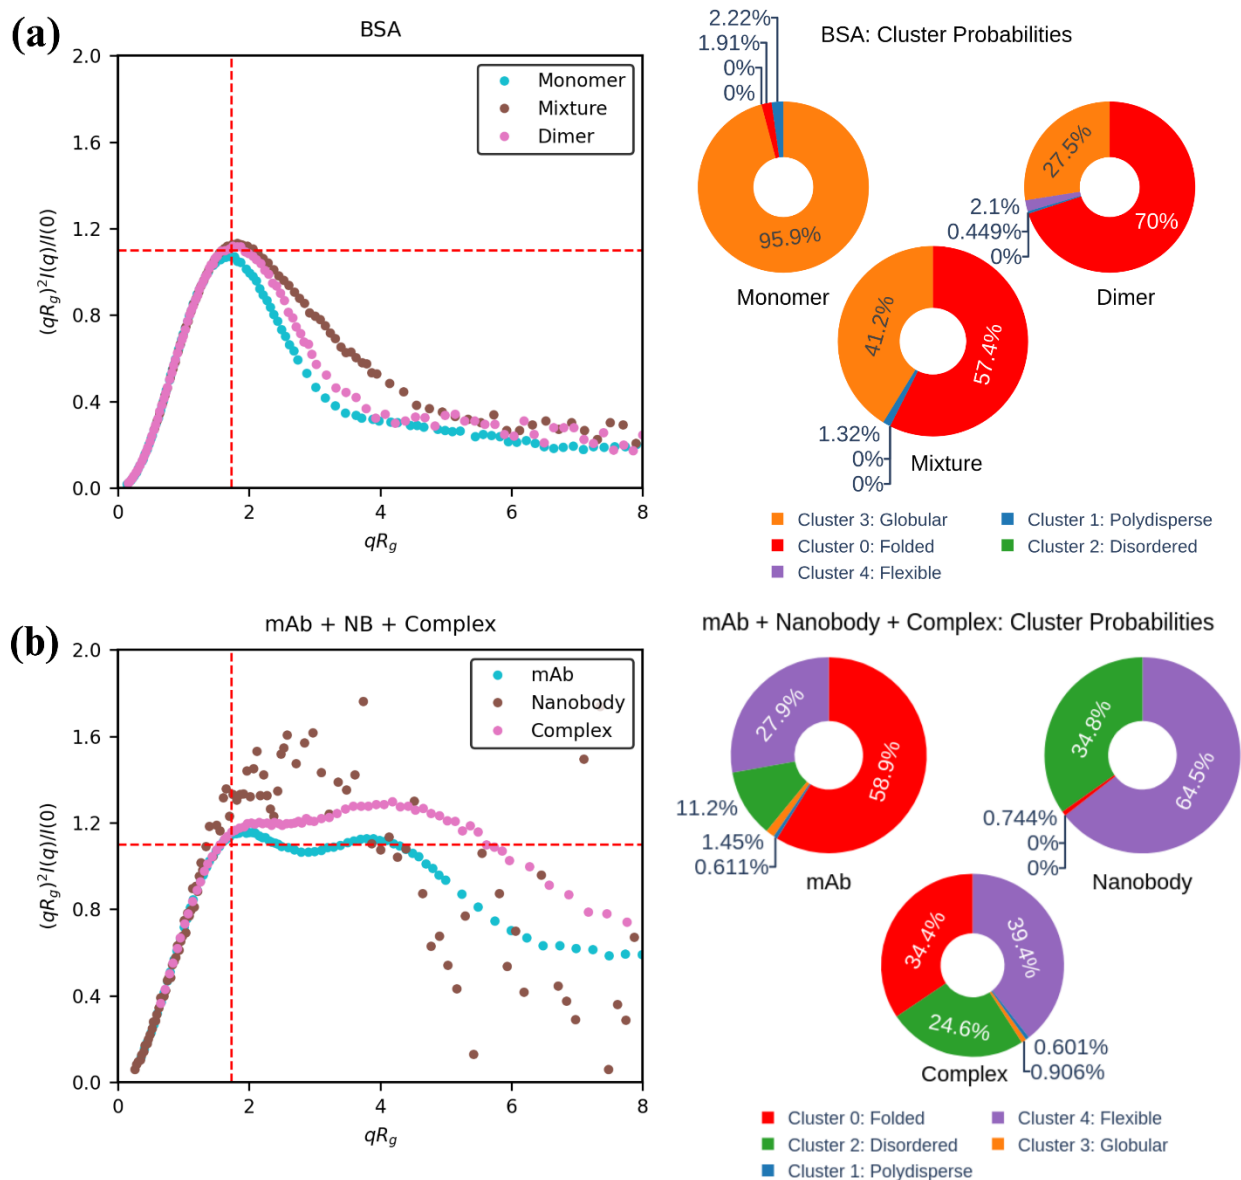 (a)
BSA
2.0
1.6
1.2
0.8
0.4
0.0
(qRg)²I(q)/I(0)
Monomer
Mixture
Dimer
0
2
4
6
8
qRg
BSA: Cluster Probabilities
2.22%
1.91%
0%
0%
95.9%
Monomer
27.5%
2.1%
0.449%
0%
70%
Dimer
41.2%
57.4%
1.32%
0%
0%
Mixture
Cluster 3: Globular
Cluster 1: Polydisperse
Cluster 0: Folded
Cluster 2: Disordered
Cluster 4: Flexible
(b)
mAb + NB + Complex
2.0
1.6
1.2
0.8
0.4
0.0
(qRg)²I(q)/I(0)
mAb
Nanobody
Complex
0
2
4
6
8
qRg
mAb + Nanobody + Complex: Cluster Probabilities
27.9%
58.9%
11.2%
1.45%
0.611%
mAb
34.8%
64.5%
0.744%
0%
0%
Nanobody
34.4%
39.4%
24.6%
0.601%
0.906%
Complex
Cluster 0: Folded
Cluster 4: Flexible
Cluster 2: Disordered
Cluster 3: Globular
Cluster 1: Polydisperse